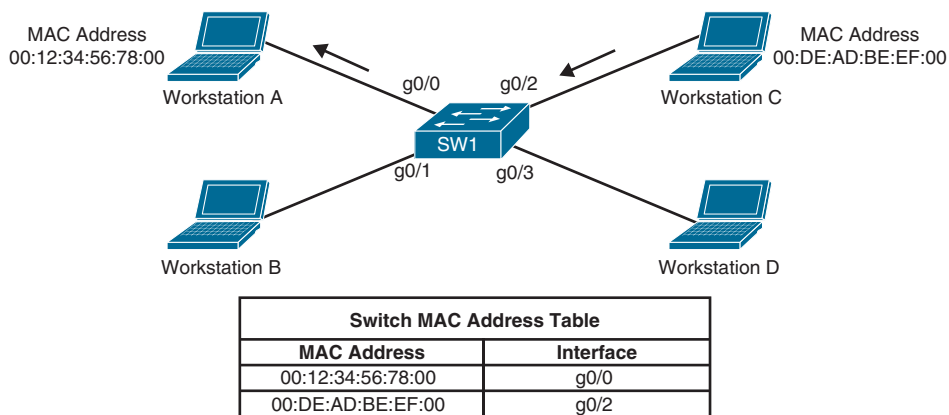 MAC Address
00:12:34:56:78:00
Workstation A
g0/0
g0/2
MAC Address
00:DE:AD:BE:EF:00
Workstation C
SW1
g0/1
g0/3
Workstation B
Workstation D
Switch MAC Address Table
MAC Address Interface
00:12:34:56:78:00 g0/0
00:DE:AD:BE:EF:00 g0/2